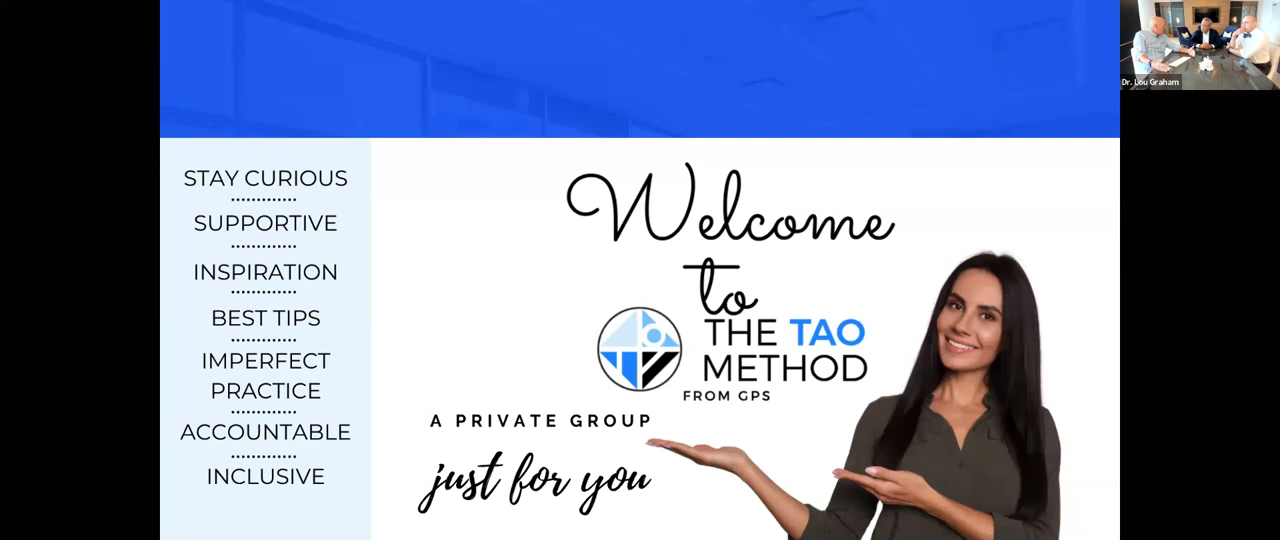 STAY CURIOUS
SUPPORTIVE
INSPIRATION
BEST TIPS
IMPERFECT
PRACTICE
ACCOUNTABLE
INCLUSIVE
Welcome
to
THE TAO
METHOD
FROM GPS
A PRIVATE GROUP
just for you
Dr. Lou Graham